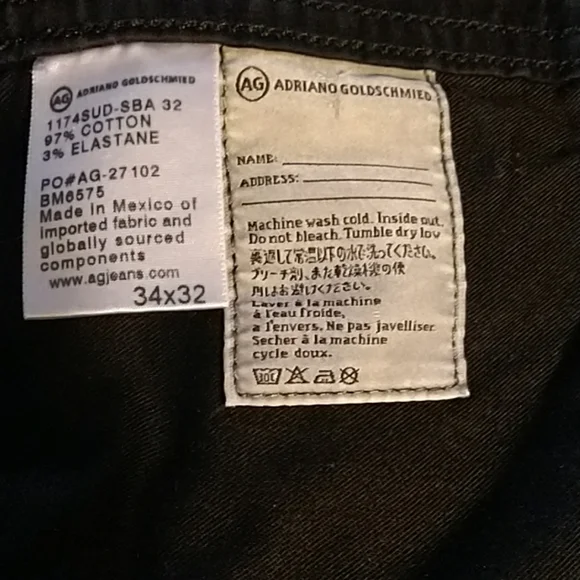 AG ADRIANO GOLDSCHMIED
1174SUD-SBA 32
97% COTTON
3% ELASTANE
PO#AG-27102
BM6575
Made in Mexico of
imported fabric and
globally sourced
components
www.agjeans.com
34x32
AG ADRIANO GOLDSCHMIED
NAME:
ADDRESS:
Machine wash cold. Inside out.
Do not bleach. Tumble dry low
裏返して常温以下の水で洗ってください。
ブリーチ剤、また乾燥機の使
用はお避けください。
Laver à la machine
à l'eau froide,
a l'envers. Ne pas javelliser.
Secher à la machine
cycle doux.